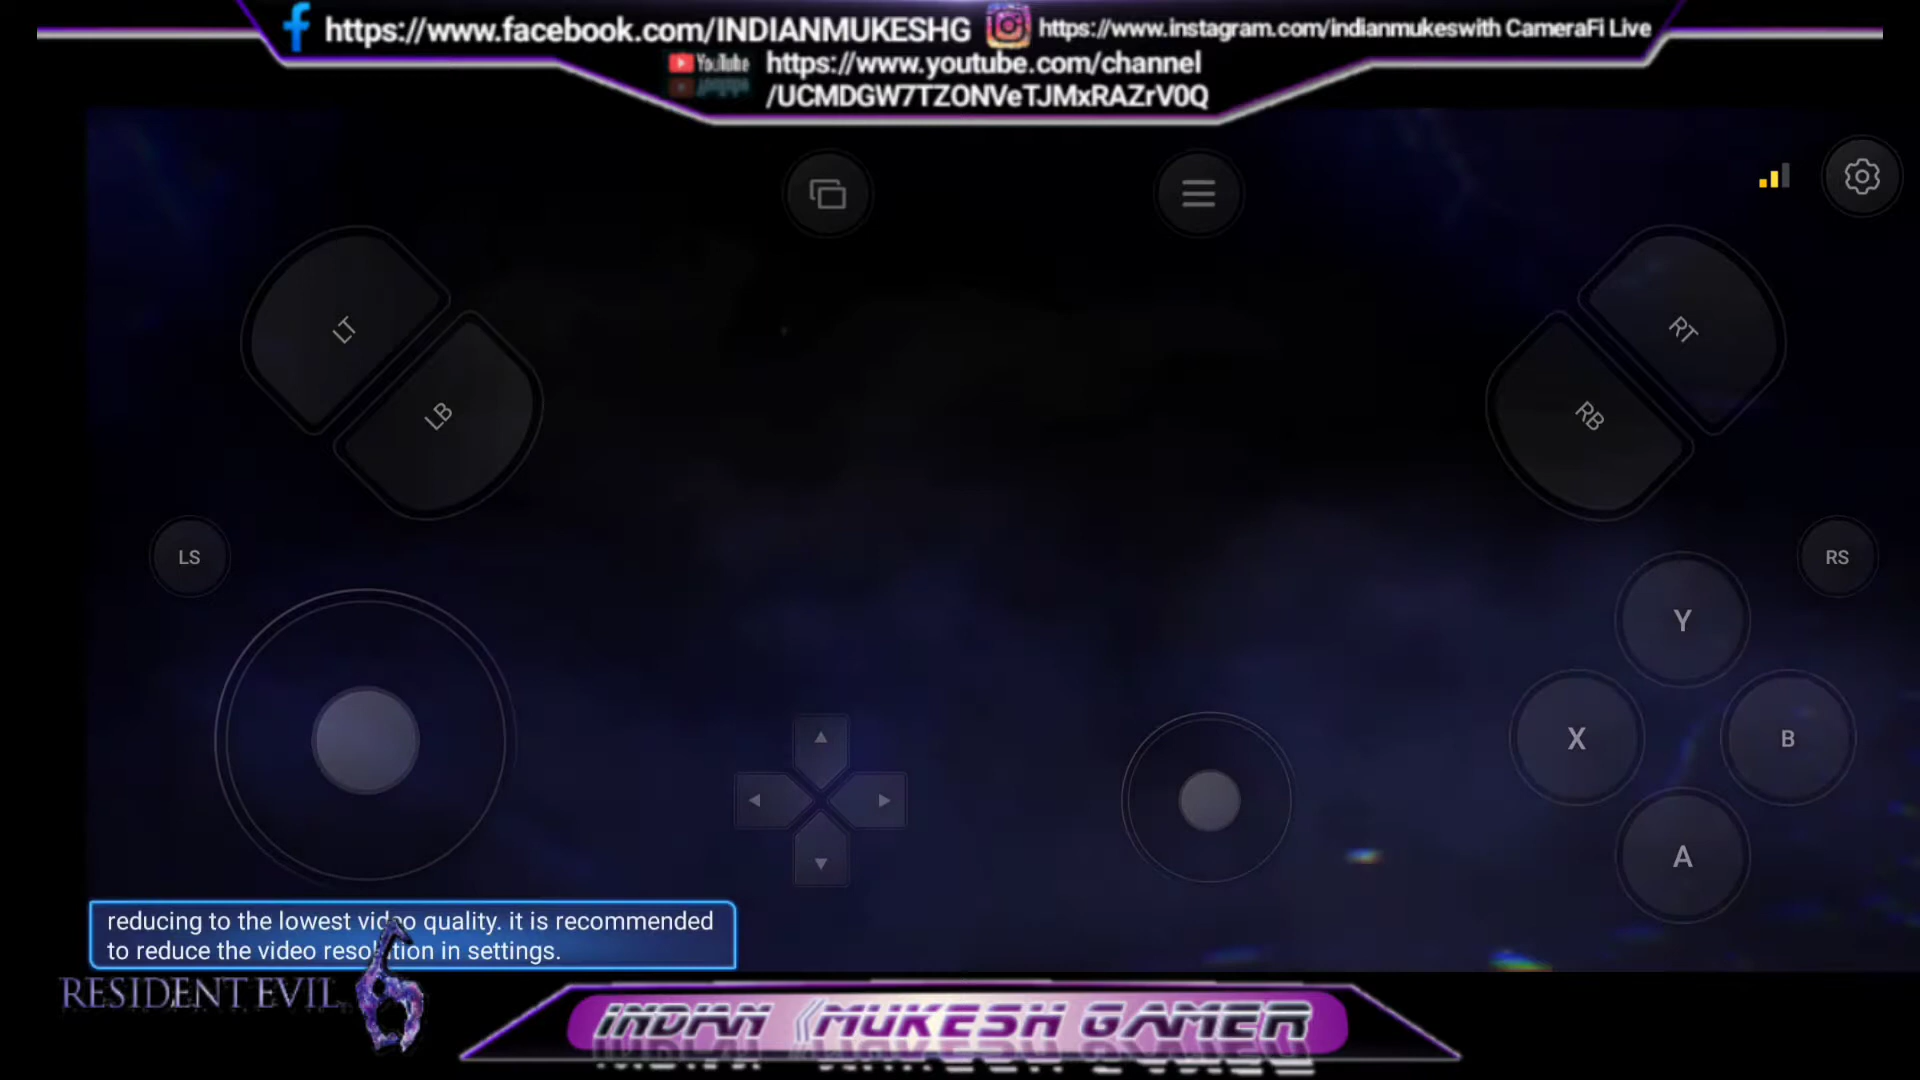 https://www.facebook.com/INDIANMUKESHG
https://www.instagram.com/indianmukeswith CameraFi Live
YouTube
https://www.youtube.com/channel
/UCMDGW7TZONVeTJMxRAZrV0Q
LT
RT
LB
RB
LS
RS
Y
X
B
A
reducing to the lowest video quality. it is recommended
to reduce the video resolution in settings.
RESIDENT EVIL 6
INDIAN MUKESH GAMER